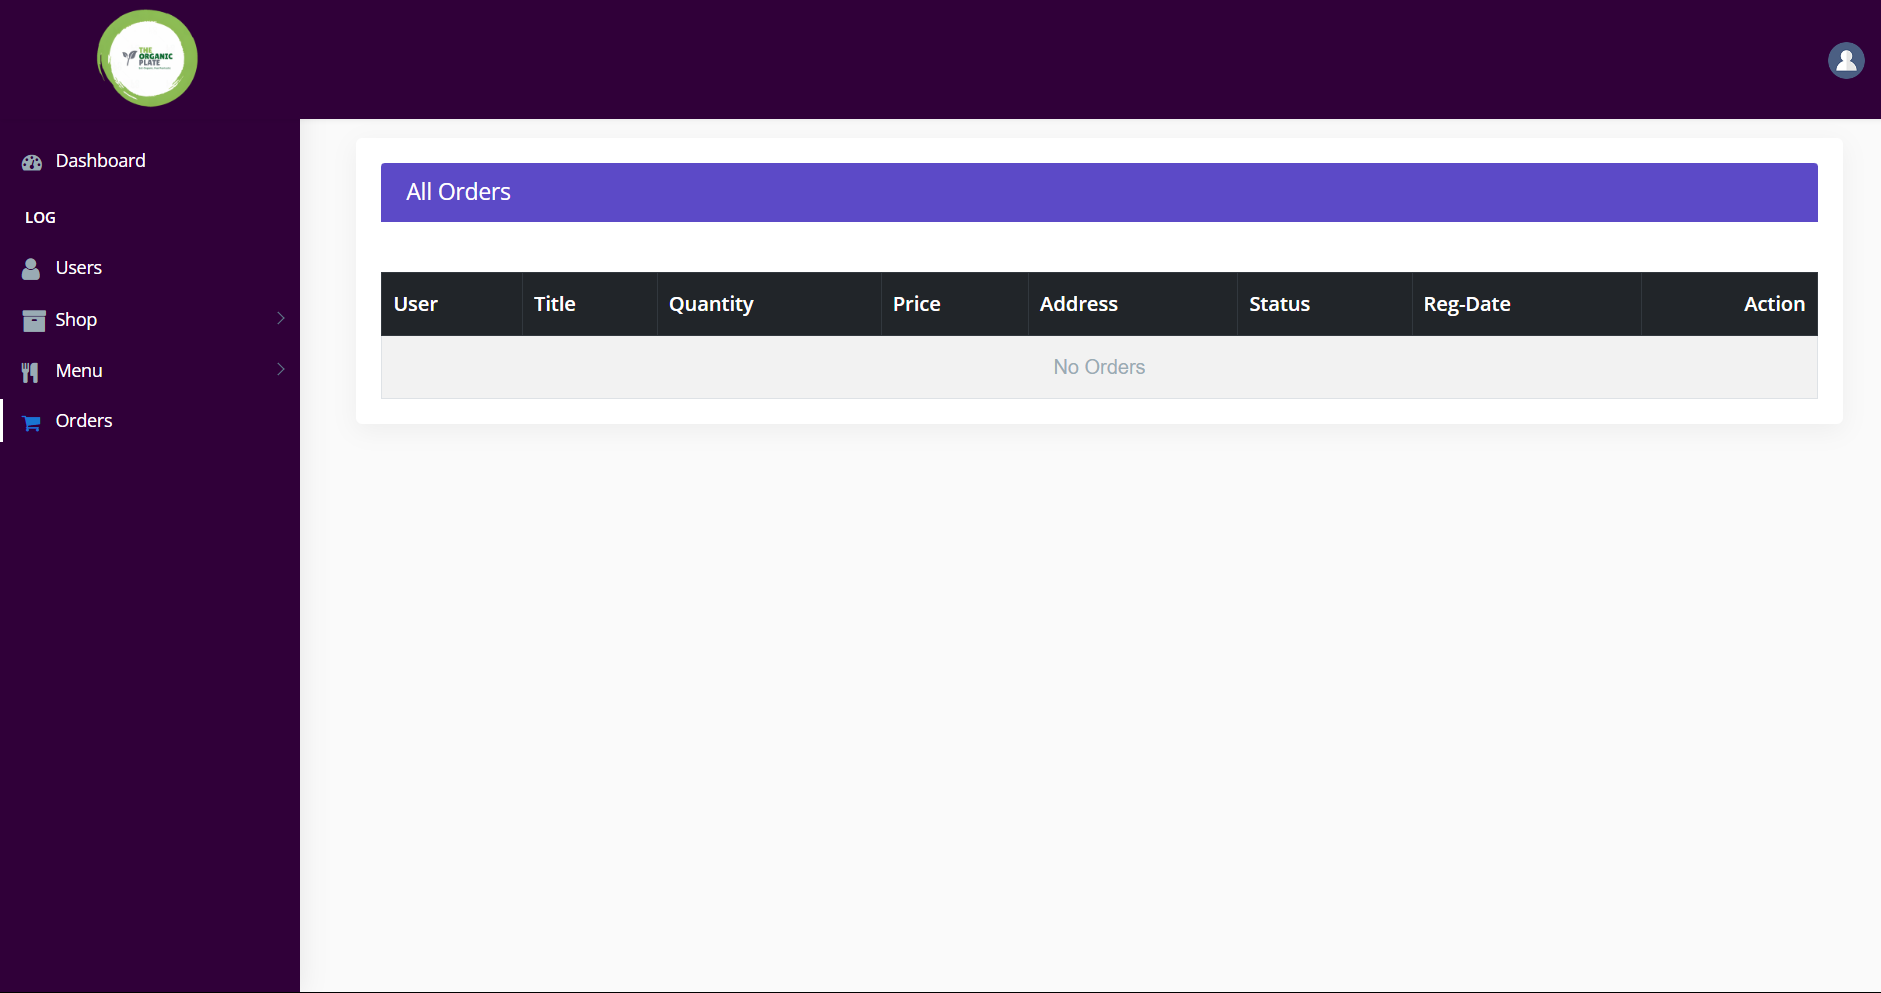 THE
ORGANIC
PLATE
Dashboard
LOG
Users
Shop
Menu
Orders
All Orders
User Title Quantity Price Address Status Reg-Date Action
No Orders